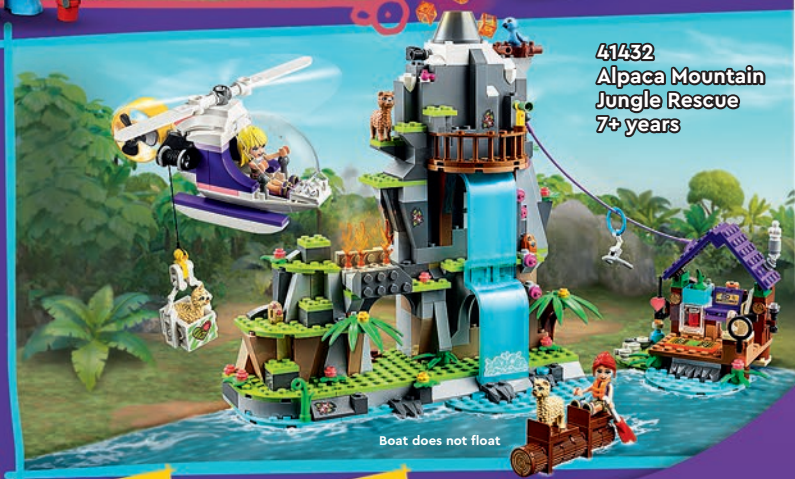 41432
Alpaca Mountain
Jungle Rescue
7+ years
Boat does not float